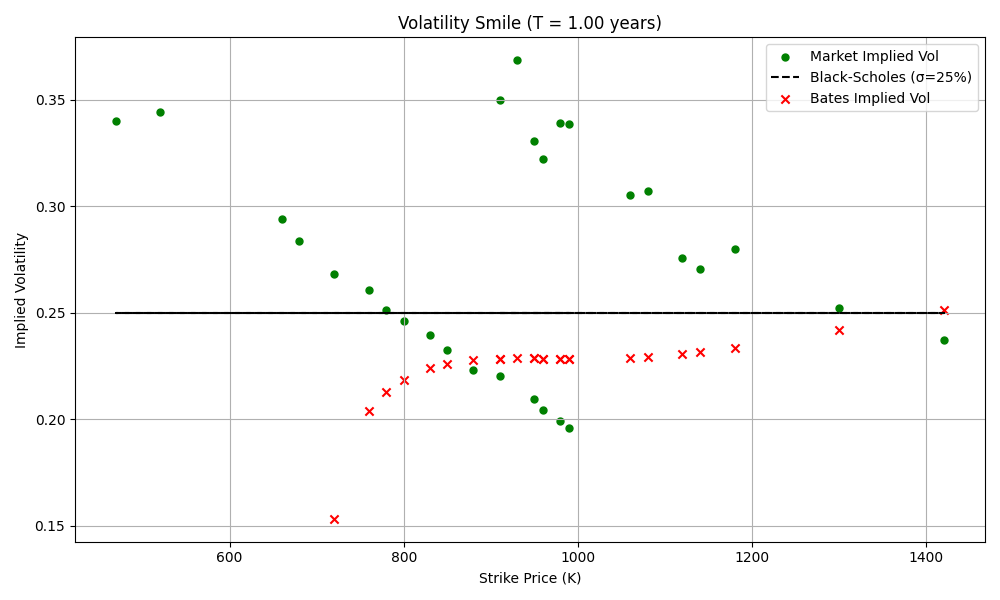 Volatility Smile (T = 1.00 years)
Market Implied Vol
Black-Scholes (σ=25%)
Bates Implied Vol
Implied Volatility
0.35
0.30
0.25
0.20
0.15
600 800 1000 1200 1400
Strike Price (K)